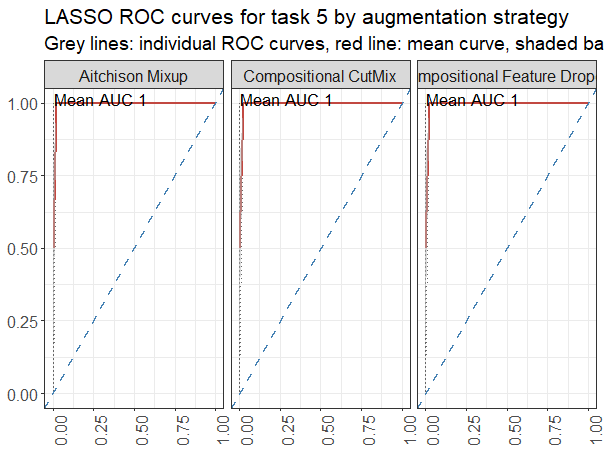 LASSO ROC curves for task 5 by augmentation strategy
Grey lines: individual ROC curves, red line: mean curve, shaded ba
Aitchison Mixup Compositional CutMix mpositional Feature Drop
Mean AUC 1 Mean AUC 1 Mean AUC 1
1.00
0.75
0.50
0.25
0.00
0.00 0.25 0.50 0.75 1.00 0.00 0.25 0.50 0.75 1.00 0.00 0.25 0.50 0.75 1.00